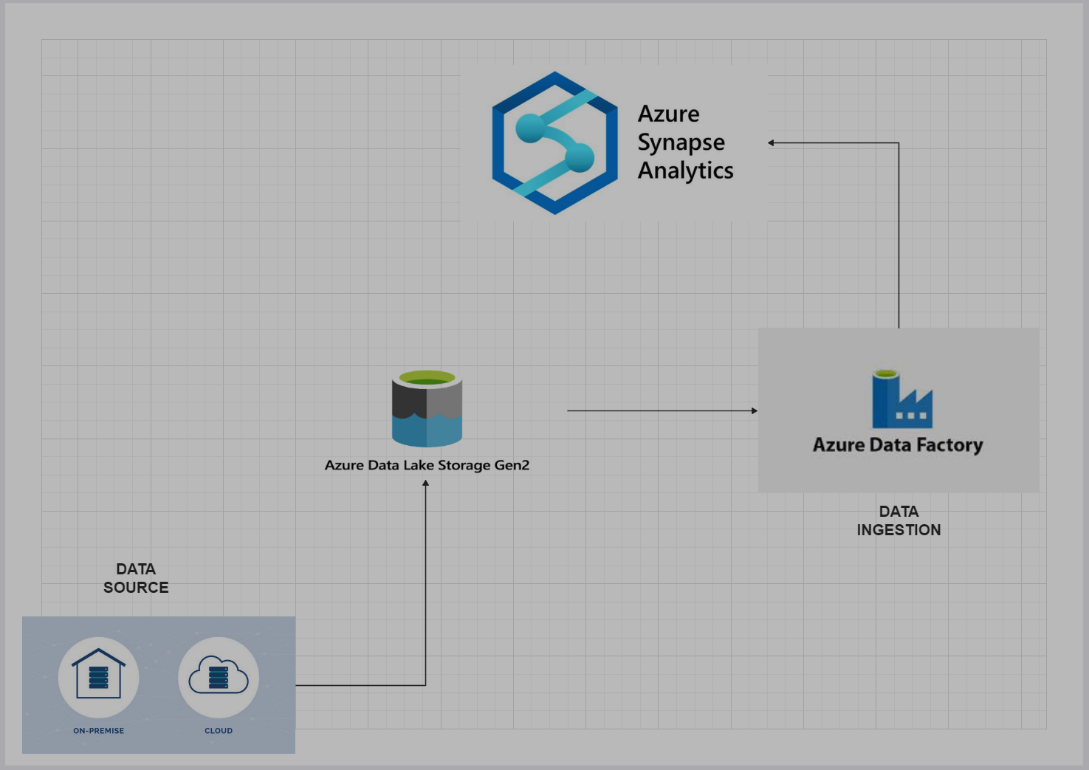 Azure
Synapse
Analytics
Azure Data Lake Storage Gen2
Azure Data Factory
DATA
INGESTION
DATA
SOURCE
ON-PREMISE
CLOUD